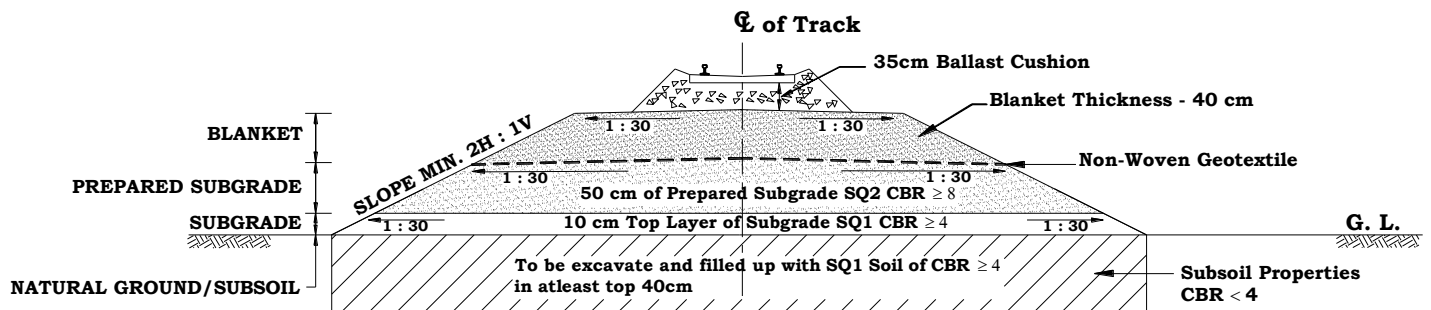 ℄ of Track
35cm Ballast Cushion
Blanket Thickness - 40 cm
BLANKET
1 : 30
1 : 30
SLOPE MIN. 2H : 1V
Non-Woven Geotextile
1 : 30
1 : 30
PREPARED SUBGRADE
50 cm of Prepared Subgrade SQ2 CBR ≥ 8
SUBGRADE
1 : 30
10 cm Top Layer of Subgrade SQ1 CBR ≥ 4
1 : 30
G. L.
To be excavate and filled up with SQ1 Soil of CBR ≥ 4
in atleast top 40cm
NATURAL GROUND/SUBSOIL
Subsoil Properties
CBR < 4